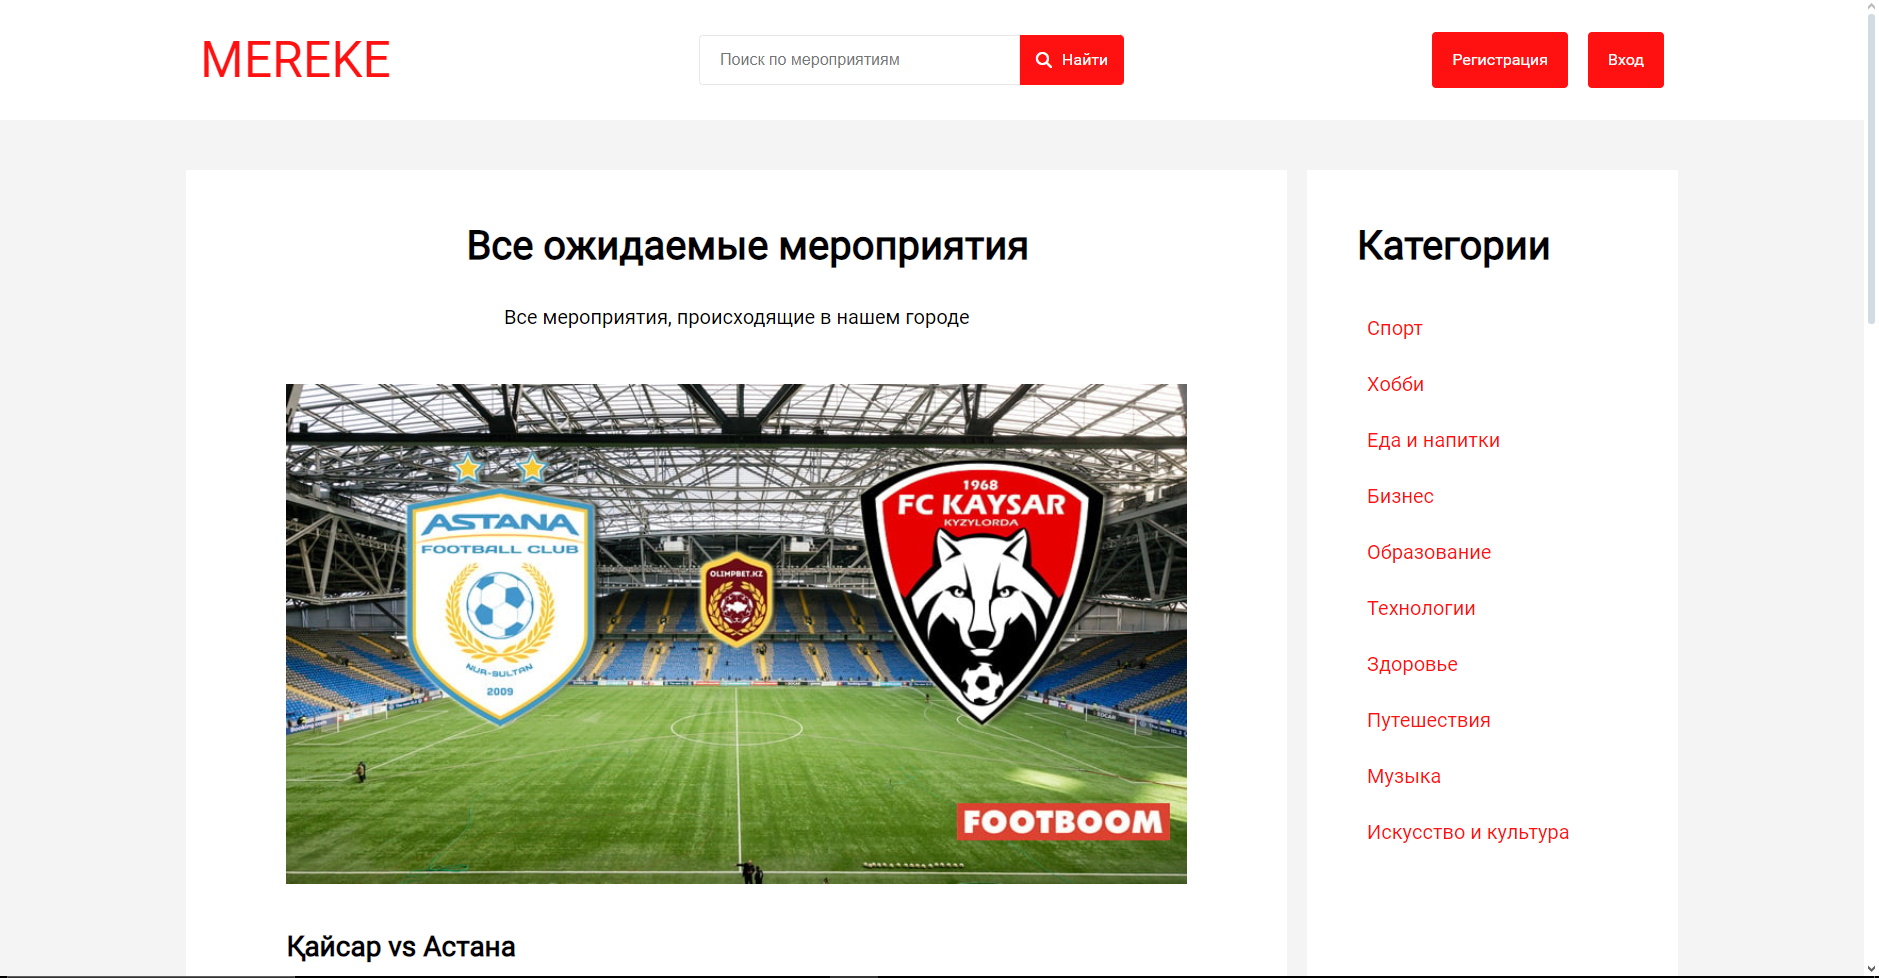 MEREKE
Поиск по мероприятиям
Найти
Регистрация
Вход
Все ожидаемые мероприятия
Все мероприятия, происходящие в нашем городе
ASTANA
FOOTBALL CLUB
NUR-SULTAN
2009
OLIMPBET.KZ
1968
FC KAYSAR
KYZYLORDA
FOOTBOOM
Қайсар vs Астана
Категории
Спорт
Хобби
Еда и напитки
Бизнес
Образование
Технологии
Здоровье
Путешествия
Музыка
Искусство и культура